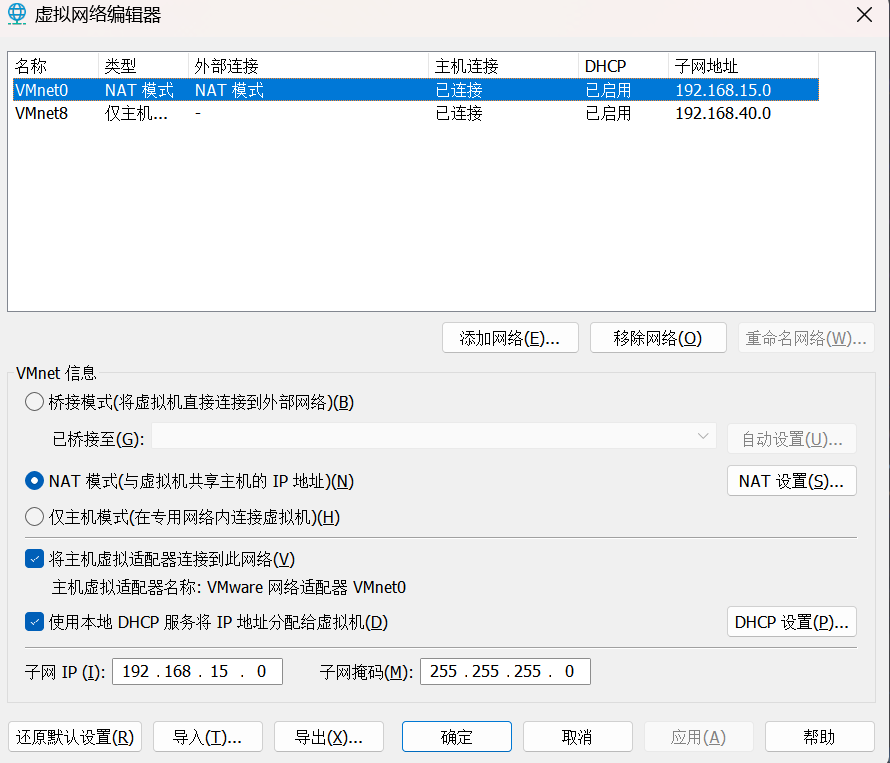 虚拟网络编辑器
名称 类型 外部连接 主机连接 DHCP 子网地址
VMnet0 NAT 模式 NAT 模式 已连接 已启用 192.168.15.0
VMnet8 仅主机... - 已连接 已启用 192.168.40.0
添加网络(E)... 移除网络(O) 重命名网络(W)...
VMnet 信息
桥接模式(将虚拟机直接连接到外部网络)(B)
已桥接至(G): 自动设置(U)...
NAT 模式(与虚拟机共享主机的 IP 地址)(N) NAT 设置(S)...
仅主机模式(在专用网络内连接虚拟机)(H)
将主机虚拟适配器连接到此网络(V)
主机虚拟适配器名称: VMware 网络适配器 VMnet0
使用本地 DHCP 服务将 IP 地址分配给虚拟机(D) DHCP 设置(P)...
子网 IP (I): 192 . 168 . 15 . 0 子网掩码(M): 255 . 255 . 255 . 0
还原默认设置(R) 导入(T)... 导出(X)... 确定 取消 应用(A) 帮助